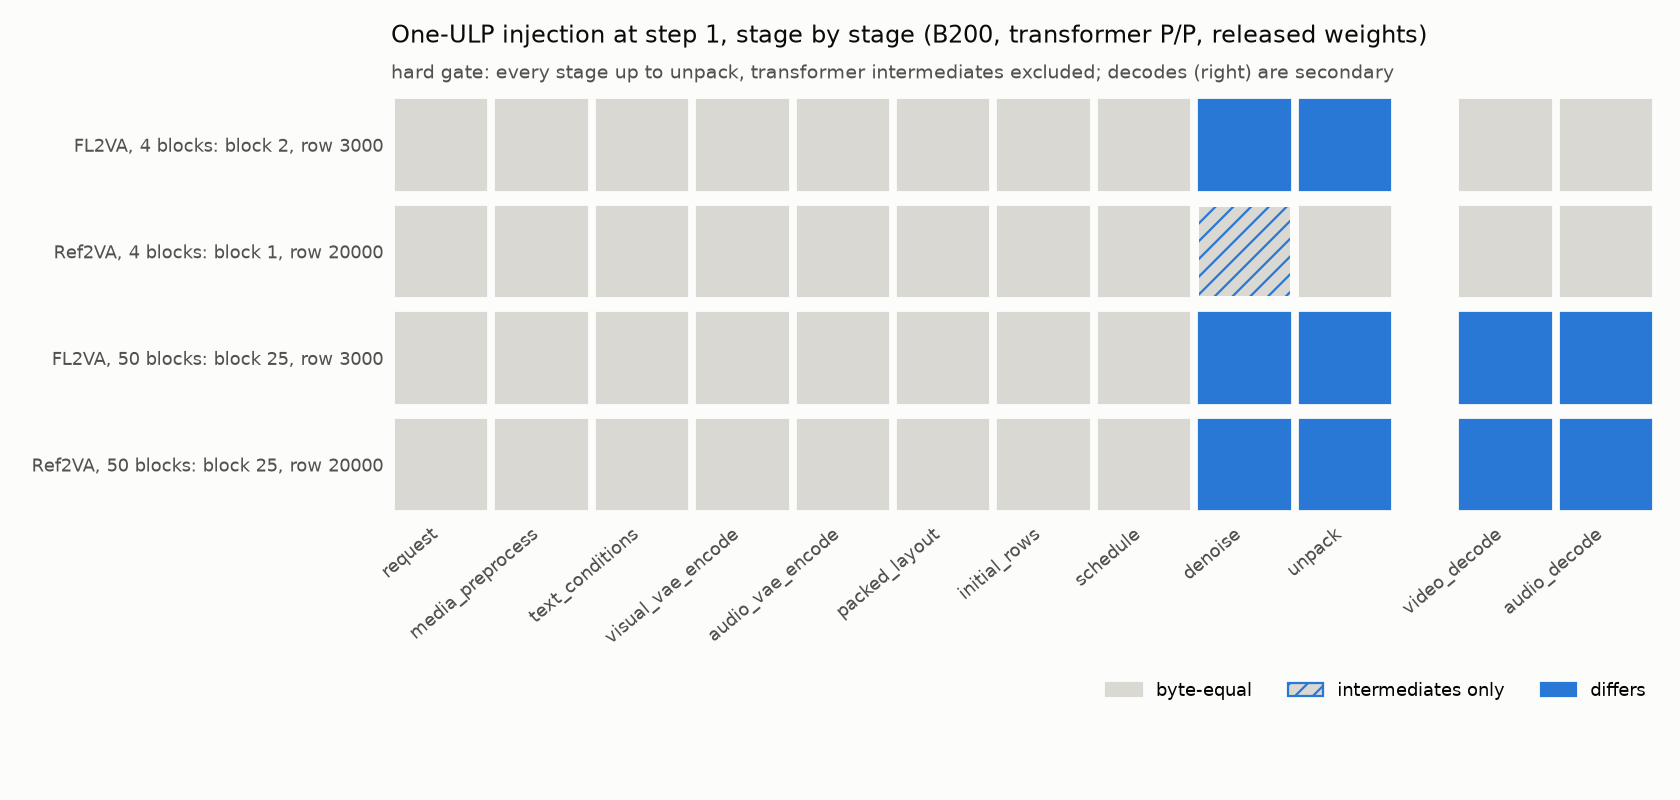 One-ULP injection at step 1, stage by stage (B200, transformer P/P, released weights)
hard gate: every stage up to unpack, transformer intermediates excluded; decodes (right) are secondary
FL2VA, 4 blocks: block 2, row 3000
Ref2VA, 4 blocks: block 1, row 20000
FL2VA, 50 blocks: block 25, row 3000
Ref2VA, 50 blocks: block 25, row 20000
request
media_preprocess
text_conditions
visual_vae_encode
audio_vae_encode
packed_layout
initial_rows
schedule
denoise
unpack
video_decode
audio_decode
byte-equal
intermediates only
differs